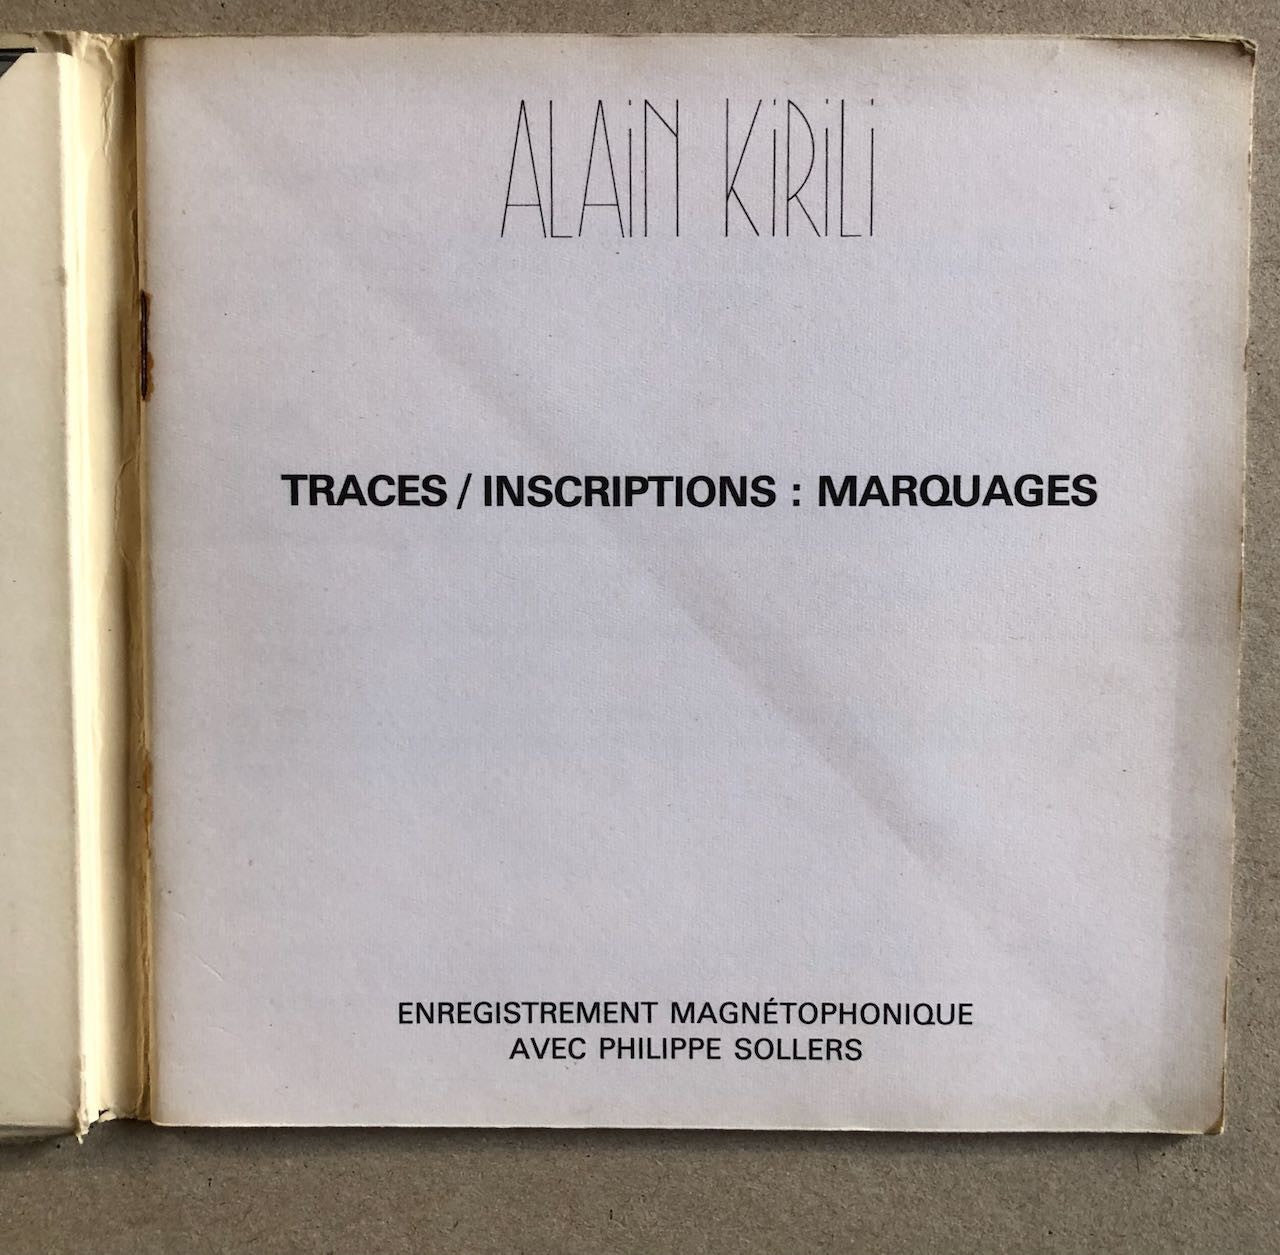 ALAiN KiRiLi
TRACES / INSCRIPTIONS : MARQUAGES
ENREGISTREMENT MAGNÉTOPHONIQUE
AVEC PHILIPPE SOLLERS